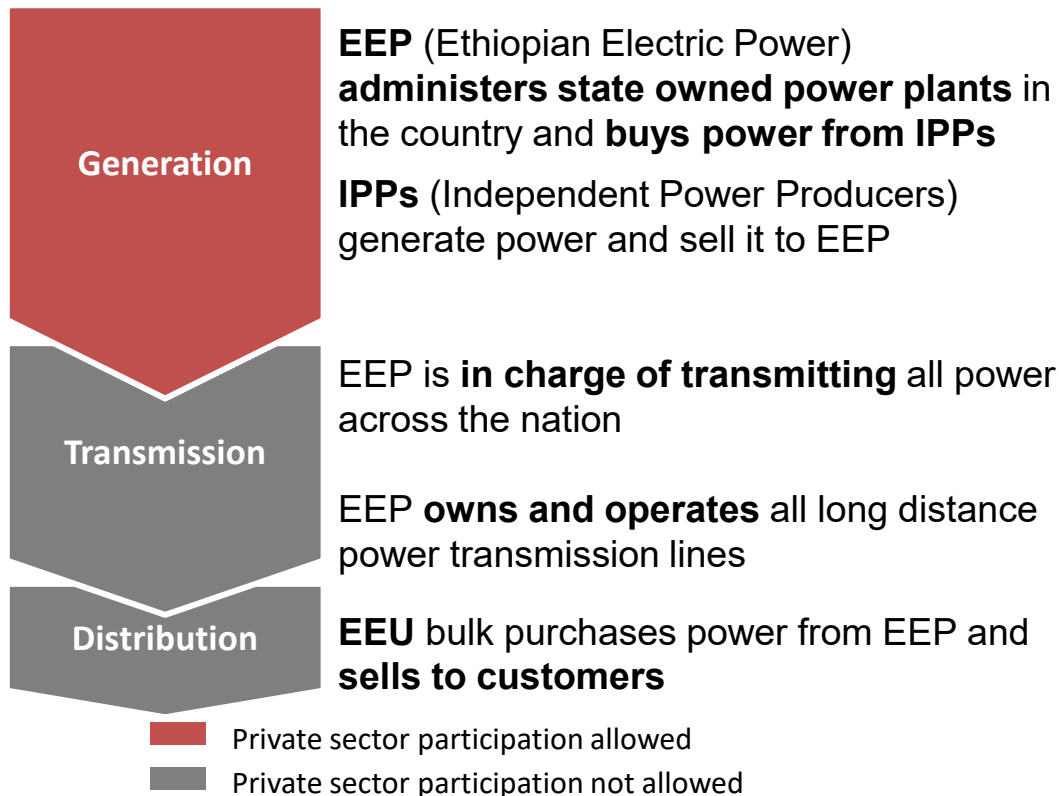 Generation
EEP (Ethiopian Electric Power)
administers state owned power plants in
the country and buys power from IPPs
IPPs (Independent Power Producers)
generate power and sell it to EEP
Transmission
EEP is in charge of transmitting all power
across the nation
EEP owns and operates all long distance
power transmission lines
Distribution
EEU bulk purchases power from EEP and
sells to customers
Private sector participation allowed
Private sector participation not allowed